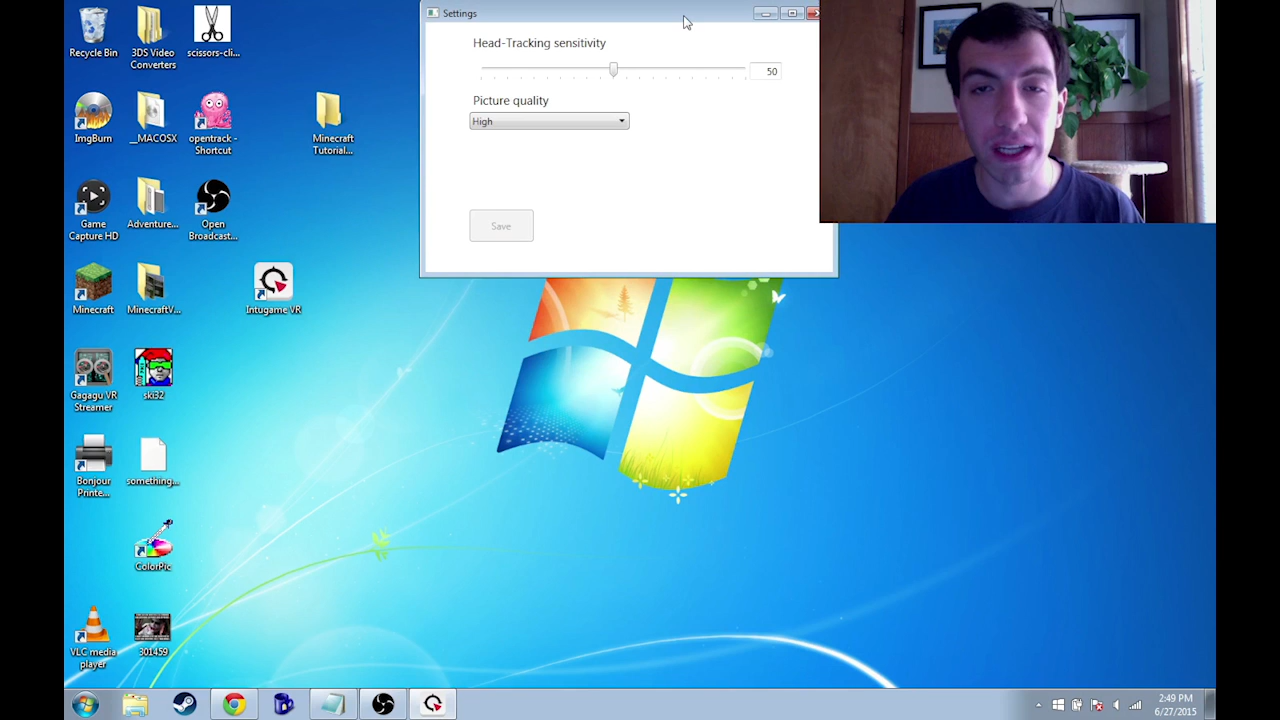 Settings
Head-Tracking sensitivity
50
Picture quality
High
Save
Recycle Bin
3DS Video
Converters
scissors-cli...
ImgBurn
__MACOSX
opentrack -
Shortcut
Minecraft
Tutorial...
Game
Capture HD
Adventure...
Open
Broadcast...
Minecraft
MinecraftV...
Intugame VR
Gagagu VR
Streamer
ski32
Bonjour
Printe...
something...
ColorPic
VLC media
player
301459
2:49 PM
6/27/2015